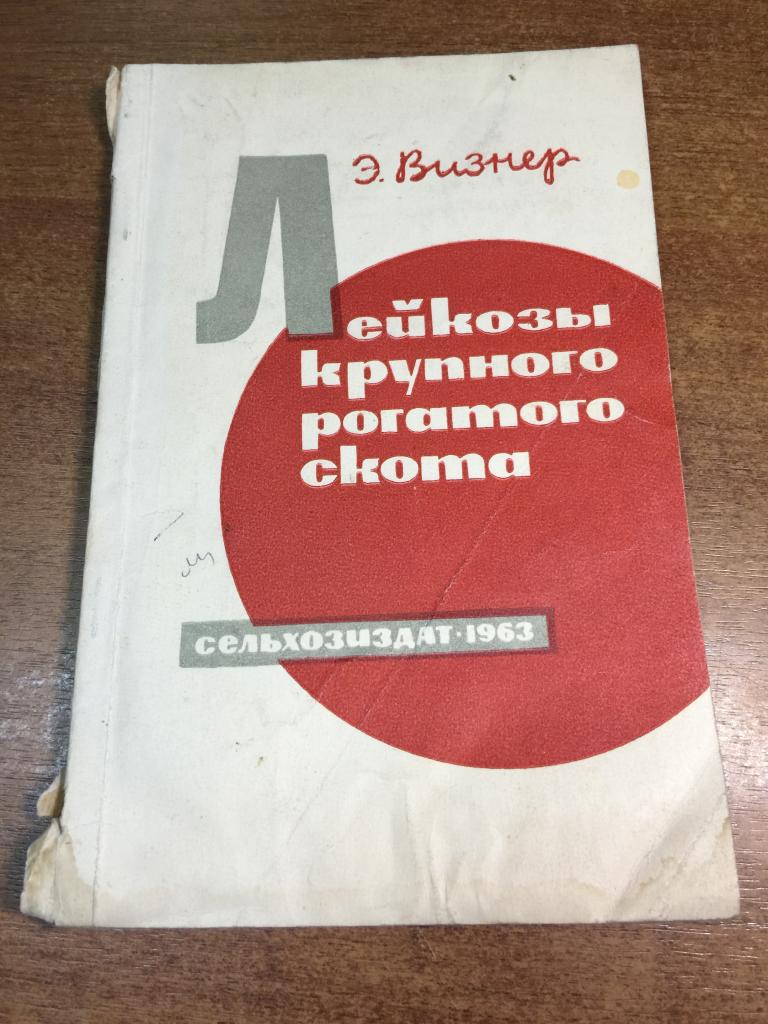 Э. Визнер
Лейкозы
крупного
рогатого
скота
сельхозиздат·1963